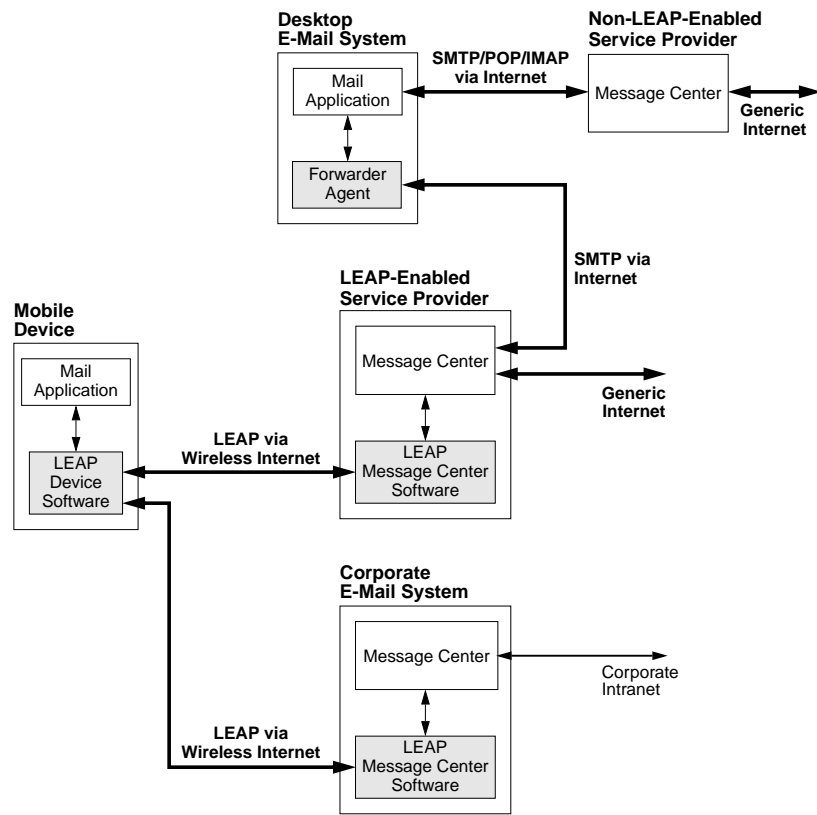 Desktop
E-Mail System
Non-LEAP-Enabled
Service Provider
SMTP/POP/IMAP
via Internet
Mail
Application
Message Center
Generic
Internet
Forwarder
Agent
SMTP via
Internet
LEAP-Enabled
Service Provider
Mobile
Device
Message Center
Mail
Application
Generic
Internet
LEAP via
Wireless Internet
LEAP
Device
Software
LEAP
Message Center
Software
Corporate
E-Mail System
Message Center
Corporate
Intranet
LEAP via
Wireless Internet
LEAP
Message Center
Software